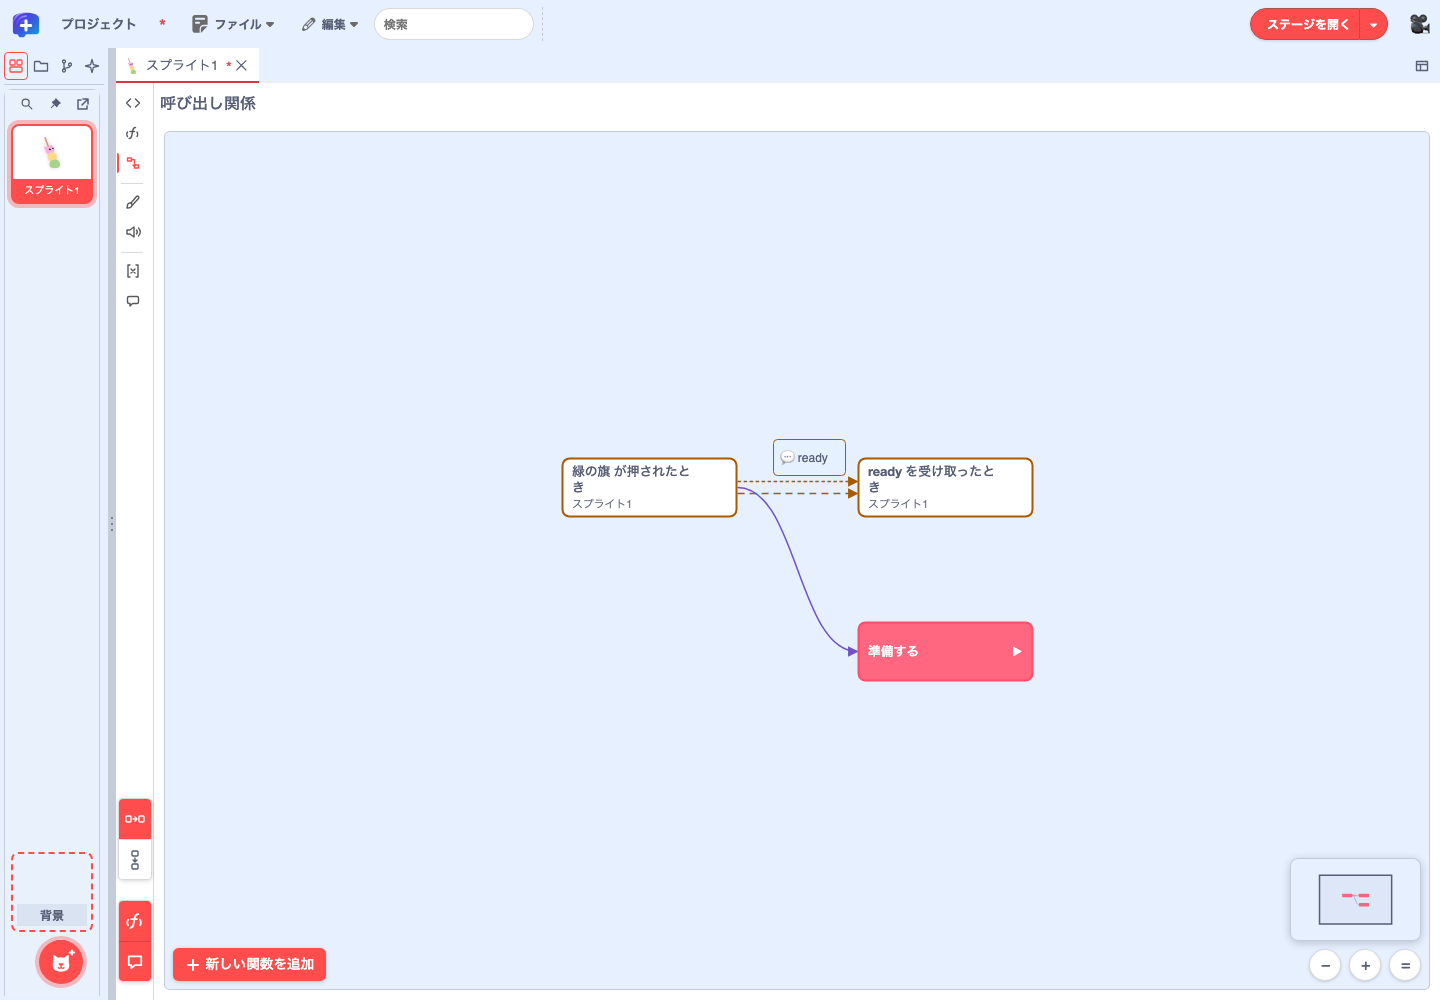 プロジェクト *
ファイル
編集
検索
ステージを開く
スプライト1 *
呼び出し関係
スプライト1
ready
緑の旗 が押されたと
き
スプライト1
ready を受け取ったと
き
スプライト1
準備する
背景
新しい関数を追加